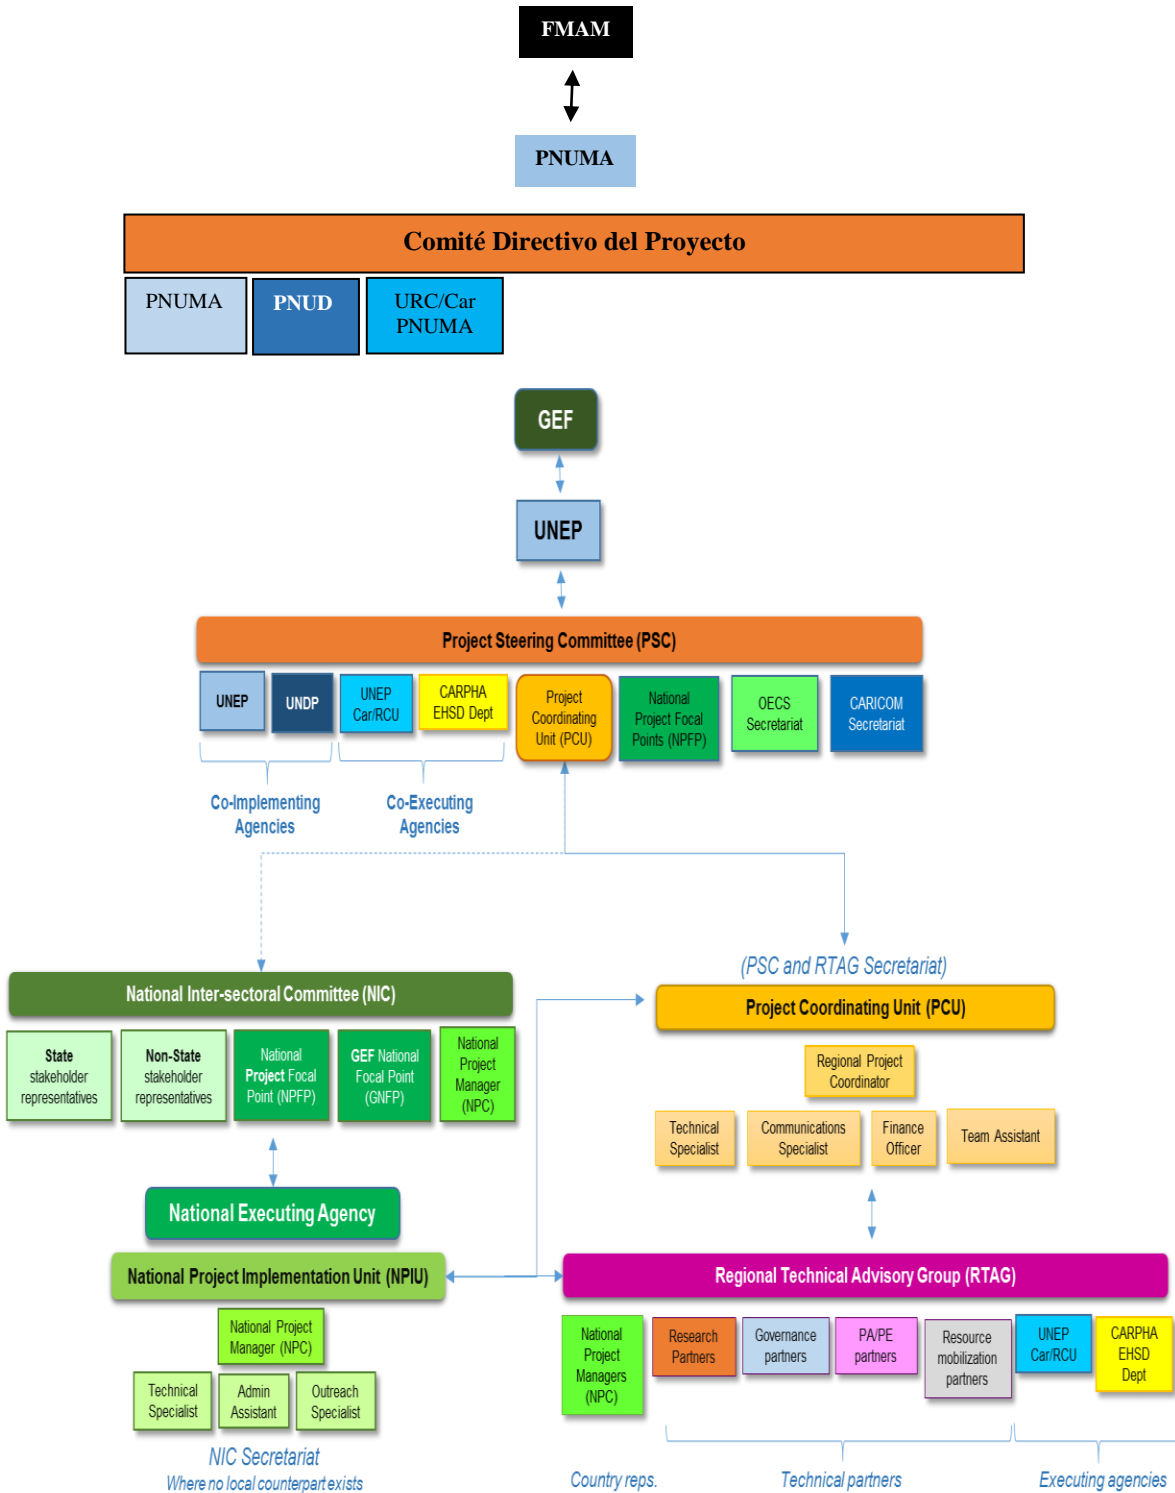 FMAM
PNUMA
Comité Directivo del Proyecto
PNUMA
PNUD
URC/Car
PNUMA
GEF
UNEP
Project Steering Committee (PSC)
UNEP
UNDP
UNEP
Car/RCU
CARPHA
EHSD Dept
Project
Coordinating
Unit (PCU)
National
Project Focal
Points (NPFP)
OECS
Secretariat
CARICOM
Secretariat
Co-Implementing
Agencies
Co-Executing
Agencies
National Inter-sectoral Committee (NIC)
State
stakeholder
representatives
Non-State
stakeholder
representatives
National
Project Focal
Point (NPFP)
GEF National
Focal Point
(GNFP)
National
Project
Manager
(NPC)
(PSC and RTAG Secretariat)
Project Coordinating Unit (PCU)
Regional Project
Coordinator
Technical
Specialist
Communications
Specialist
Finance
Officer
Team Assistant
National Executing Agency
National Project Implementation Unit (NPIU)
National Project
Manager (NPC)
Technical
Specialist
Admin
Assistant
Outreach
Specialist
NIC Secretariat
Where no local counterpart exists
Regional Technical Advisory Group (RTAG)
National
Project
Managers
(NPC)
Research
Partners
Governance
partners
PA/PE
partners
Resource
mobilization
partners
UNEP
Car/RCU
CARPHA
EHSD
Dept
Country reps.
Technical partners
Executing agencies